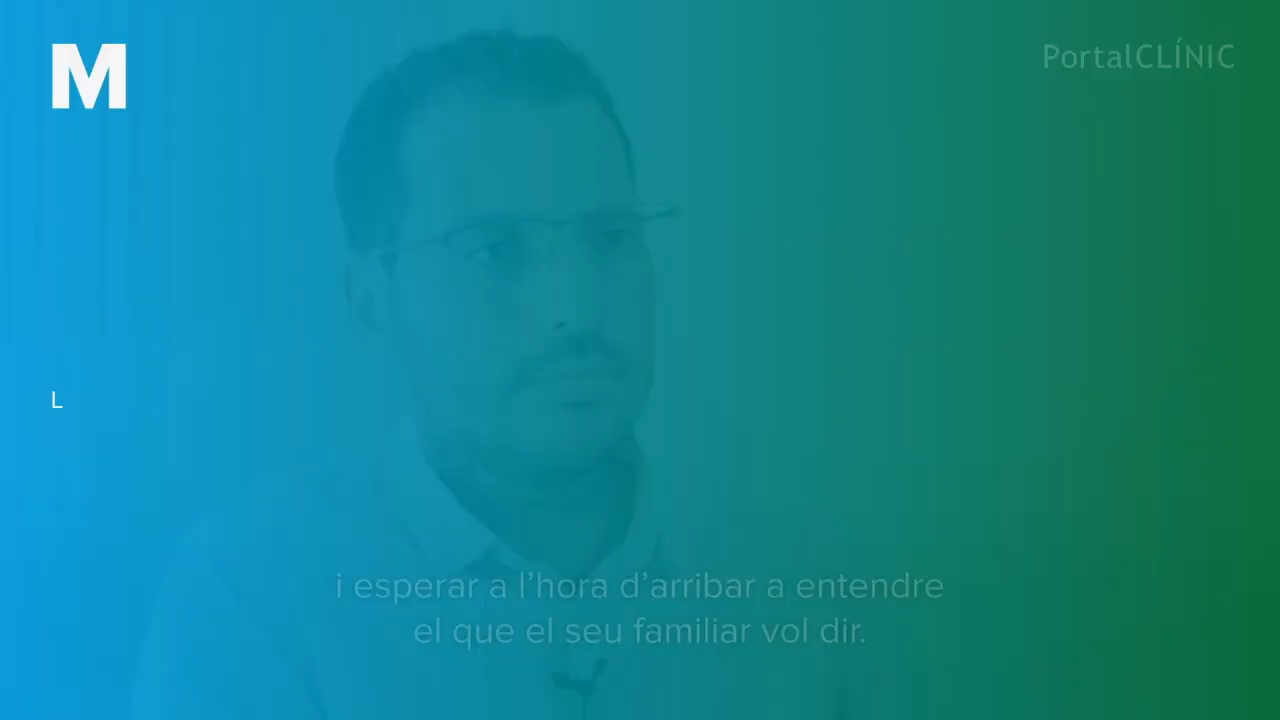 M
PortalCLÍNIC
L
i esperar a l’hora d’arribar a entendre
el que el seu familiar vol dir.